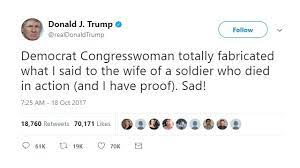 Donald J. Trump
@realDonaldTrump
Follow
Democrat Congresswoman totally fabricated
what I said to the wife of a soldier who died
in action (and I have proof). Sad!
7:25 AM - 18 Oct 2017
18,760 Retweets 70,171 Likes
61K 19K 70K